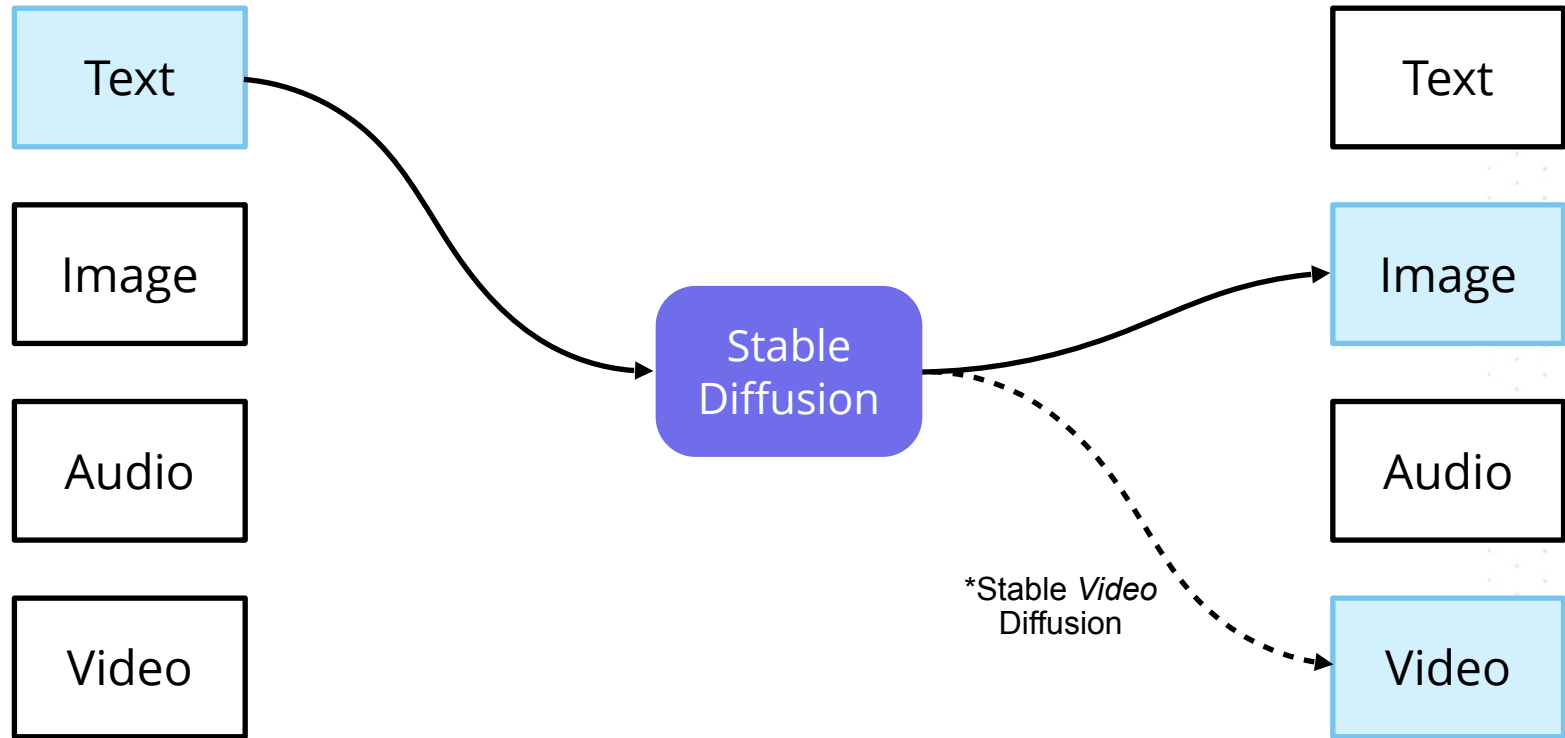 Text
Image
Audio
Video
Stable
Diffusion
*Stable Video
Diffusion
Text
Image
Audio
Video